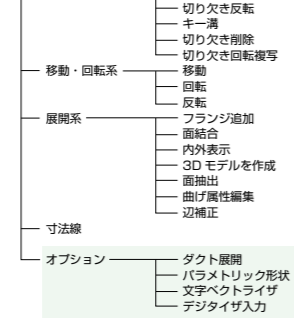 切り欠き反転
キー溝
切り欠き削除
切り欠き回転複写
移動・回転系
移動
回転
反転
展開系
フランジ追加
面結合
内外表示
3Dモデルを作成
面抽出
曲げ属性編集
辺補正
寸法線
オプション
ダクト展開
パラメトリック形状
文字ベクトライザ
デジタイザ入力